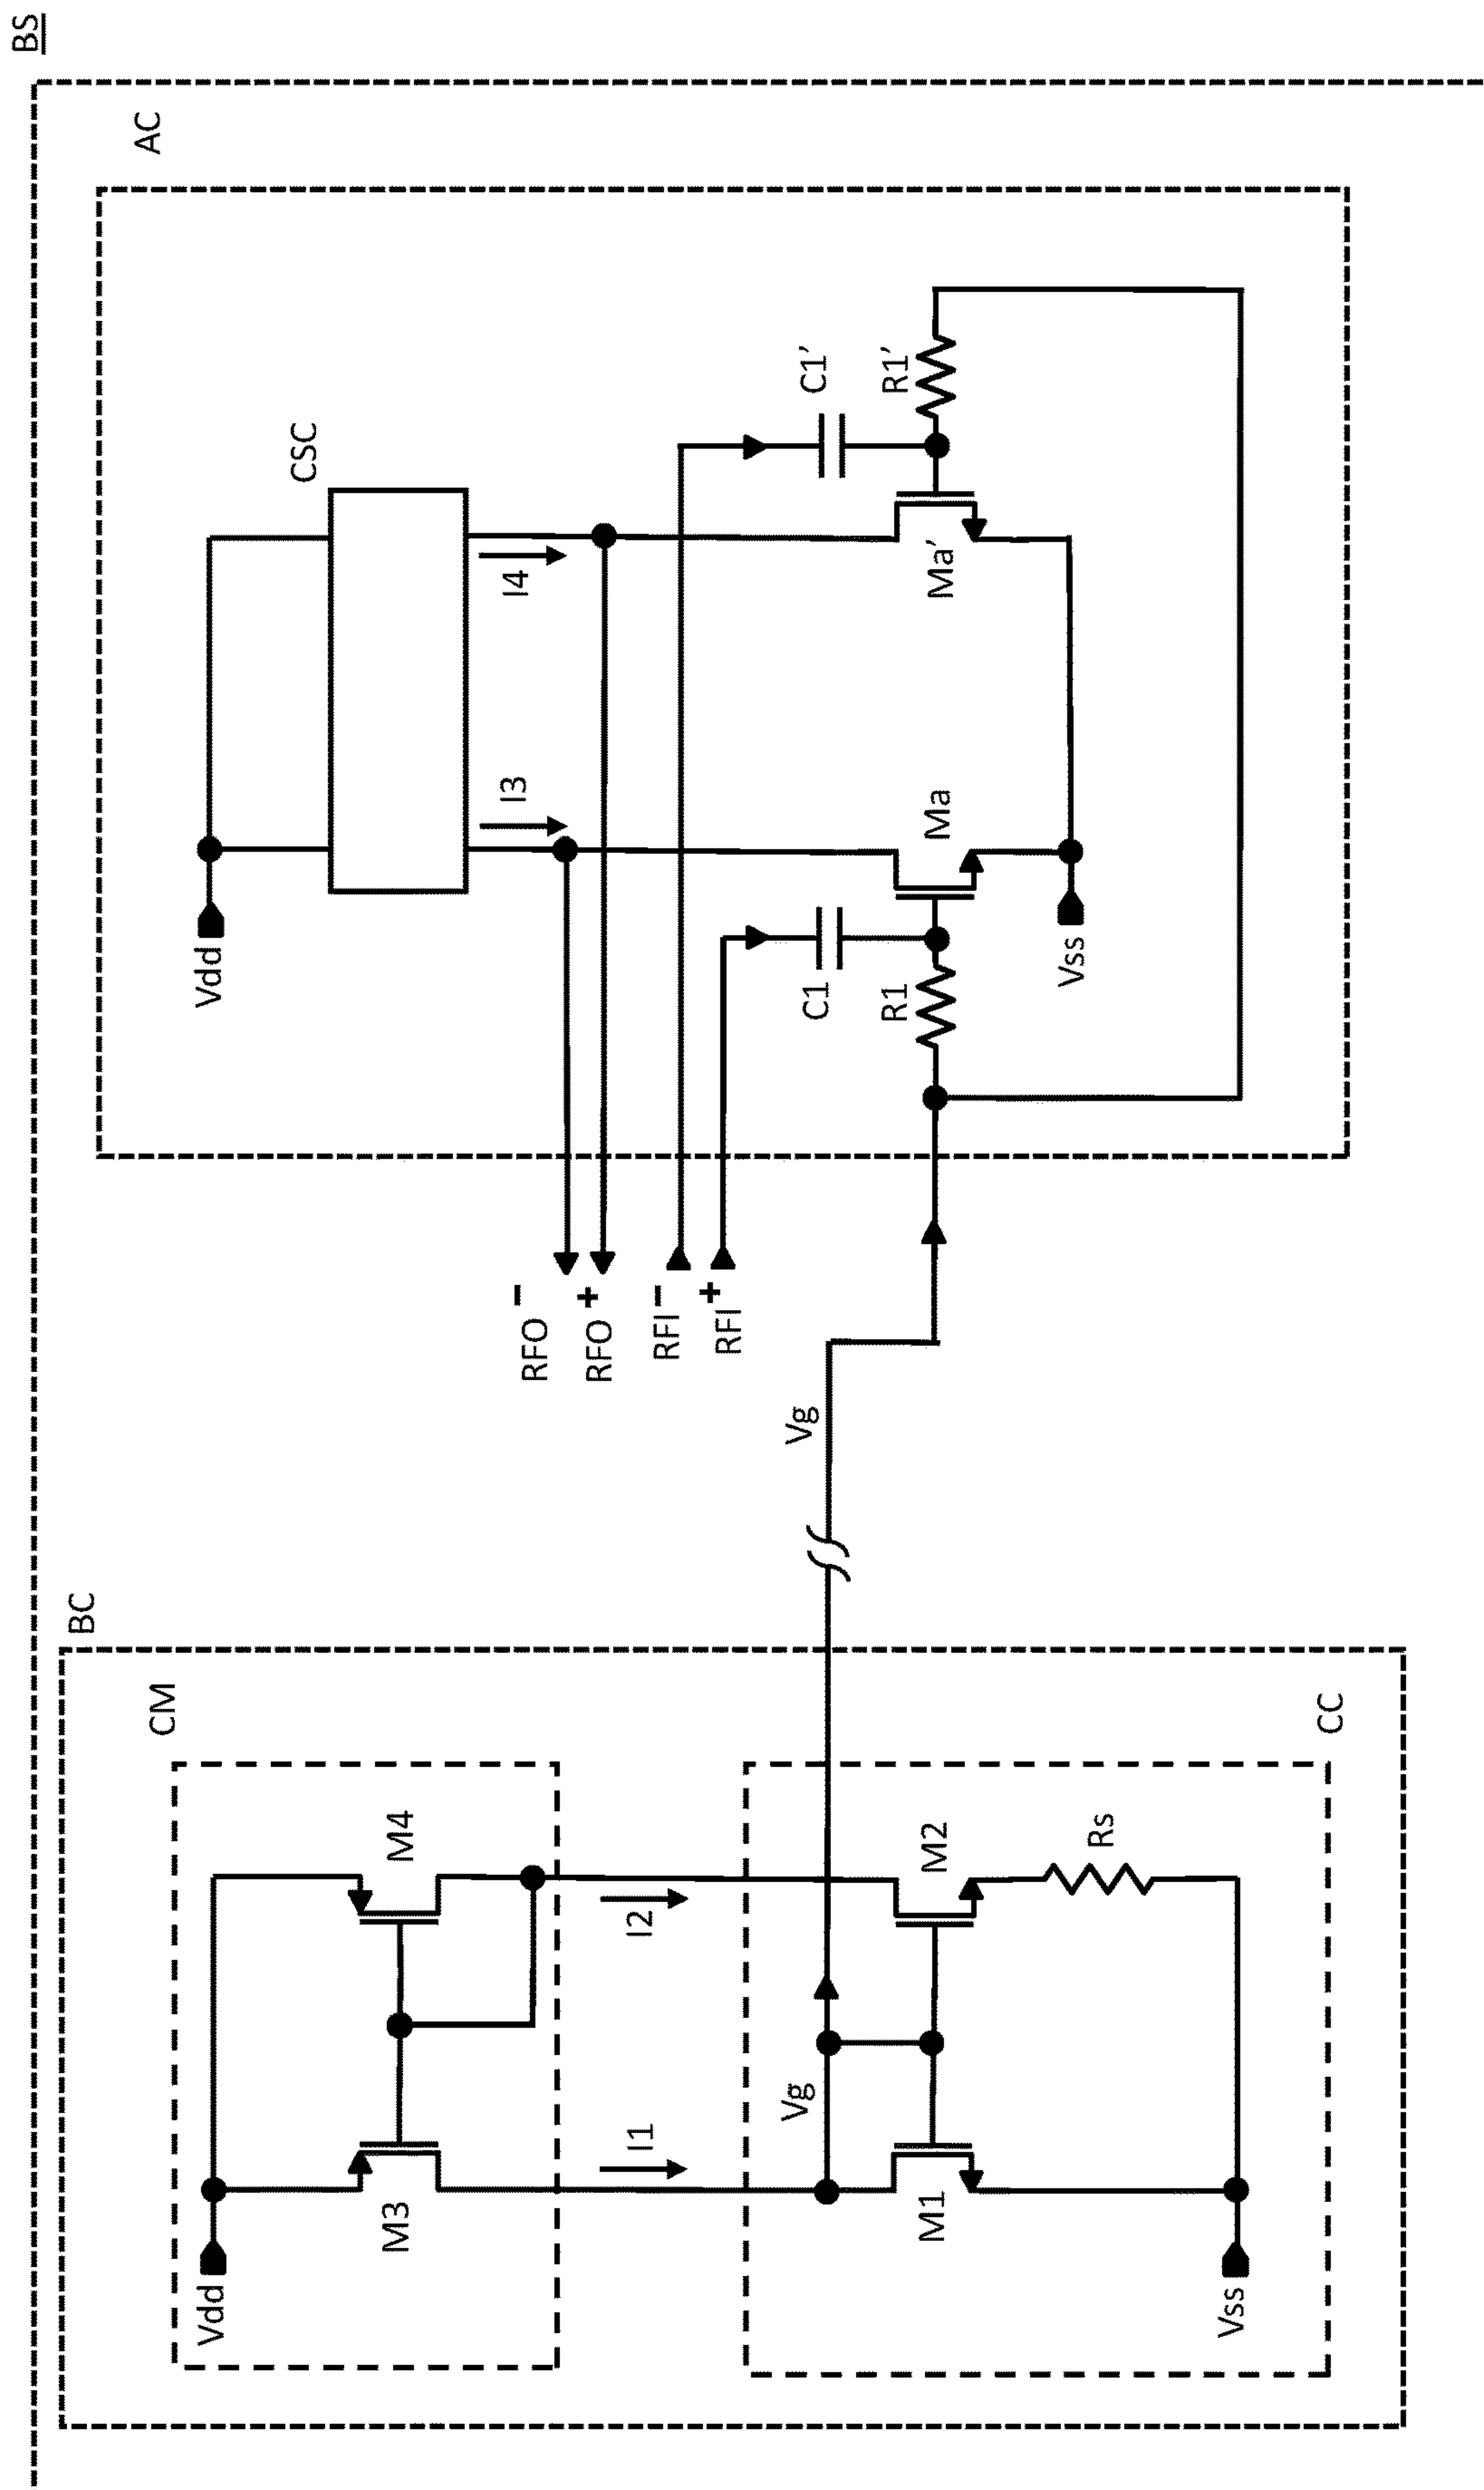 BS
BC
AC
CM
Vdd
M3
M4
I1
I2
CC
Vg
M1
M2
Rs
Vss
Vg
RFO−
RFO+
RFI−
RFI+
Vdd
CSC
I3
I4
C1
R1
Ma
Vss
Ma’
C1’
R1’